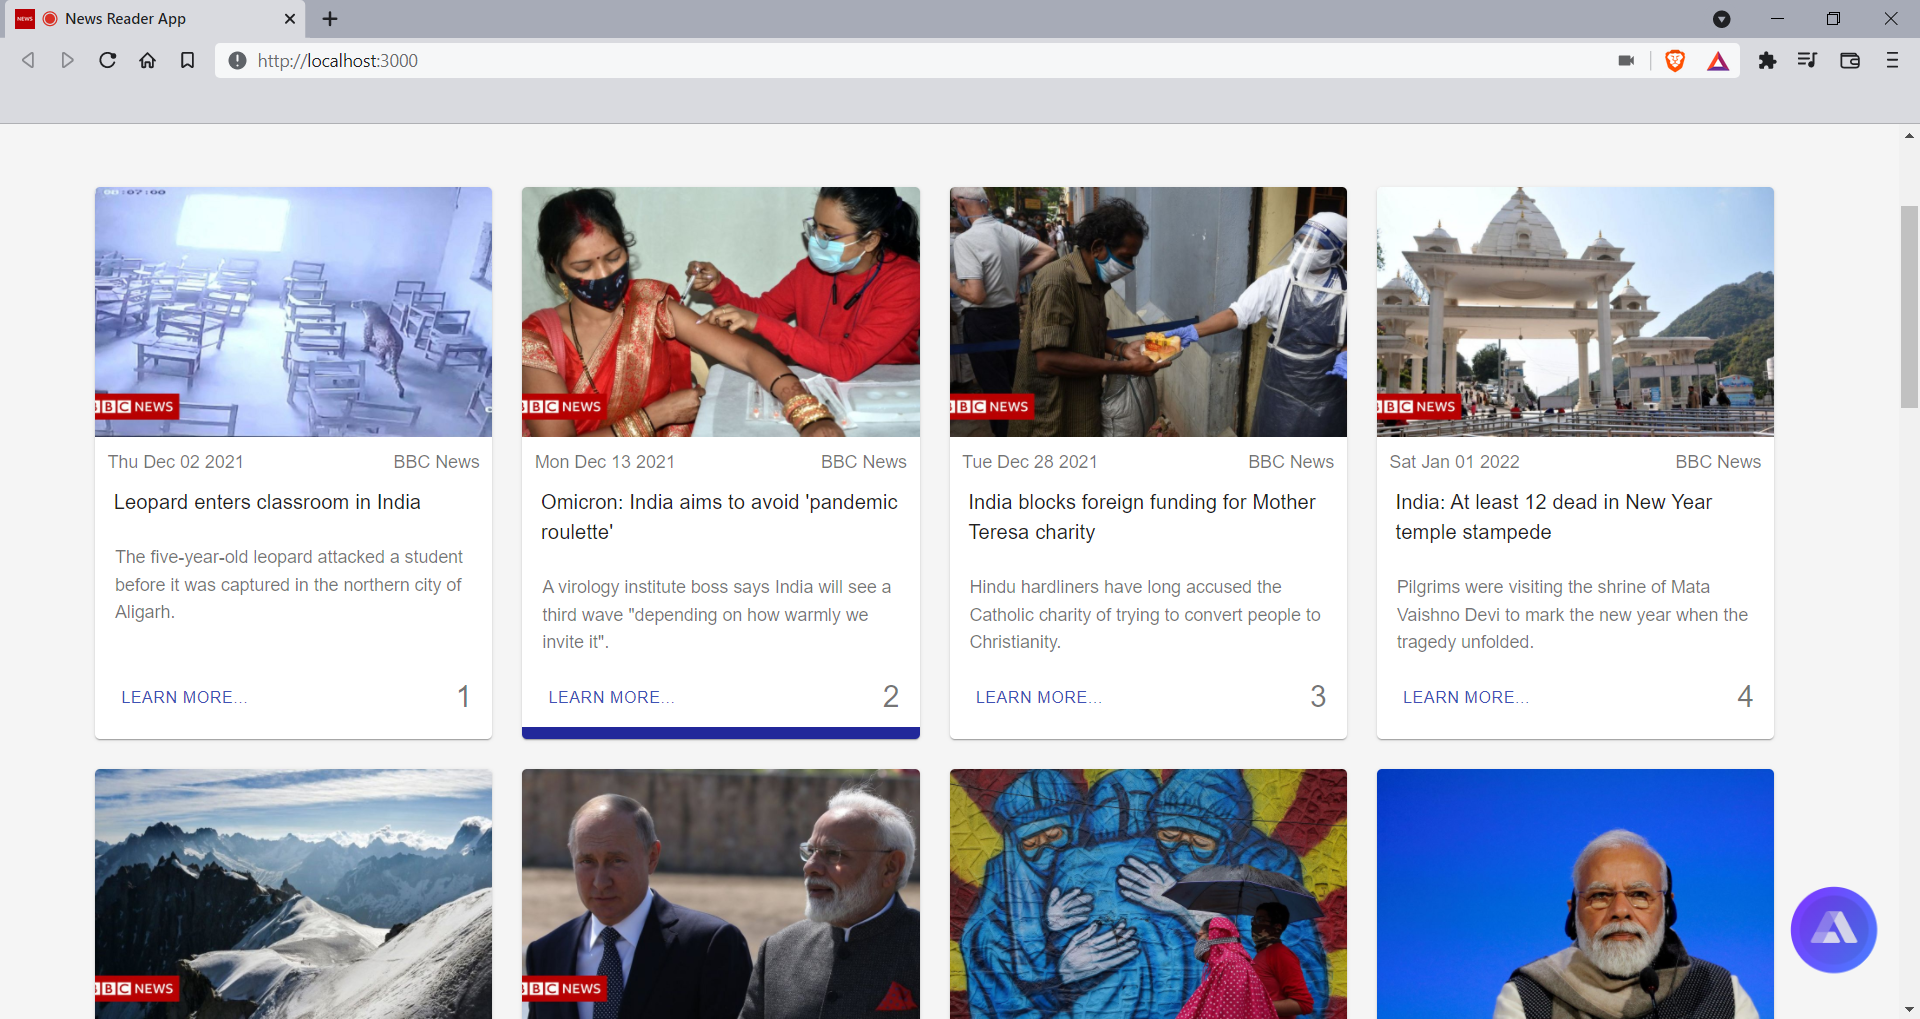 NEWS News Reader App
http://localhost:3000
00:07:00
BBC NEWS
BBC NEWS
BBC NEWS
BBC NEWS
Thu Dec 02 2021 BBC News
Leopard enters classroom in India
The five-year-old leopard attacked a student
before it was captured in the northern city of
Aligarh.
LEARN MORE... 1
Mon Dec 13 2021 BBC News
Omicron: India aims to avoid 'pandemic
roulette'
A virology institute boss says India will see a
third wave "depending on how warmly we
invite it".
LEARN MORE... 2
Tue Dec 28 2021 BBC News
India blocks foreign funding for Mother
Teresa charity
Hindu hardliners have long accused the
Catholic charity of trying to convert people to
Christianity.
LEARN MORE... 3
Sat Jan 01 2022 BBC News
India: At least 12 dead in New Year
temple stampede
Pilgrims were visiting the shrine of Mata
Vaishno Devi to mark the new year when the
tragedy unfolded.
LEARN MORE... 4
BBC NEWS
BBC NEWS